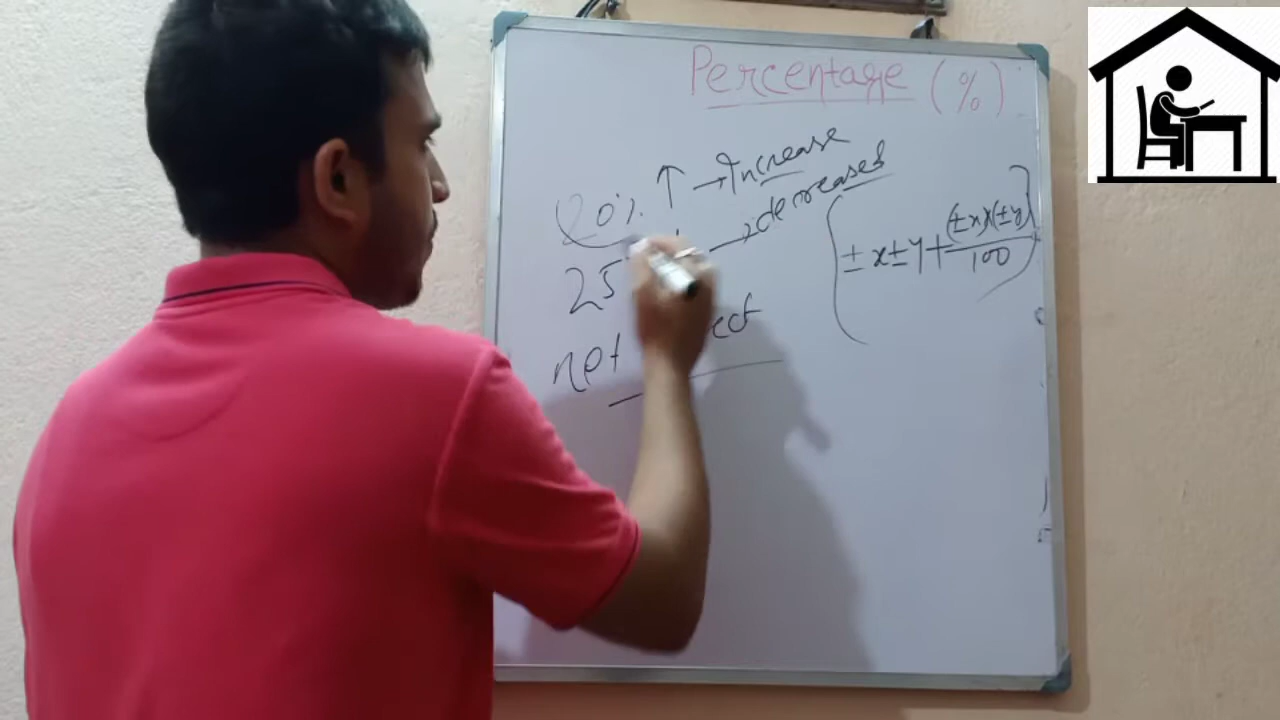 Percentage (%)
20% ↑ → Increase
25 → decreased
net
(± x ± y + (±x)(±y)/100)